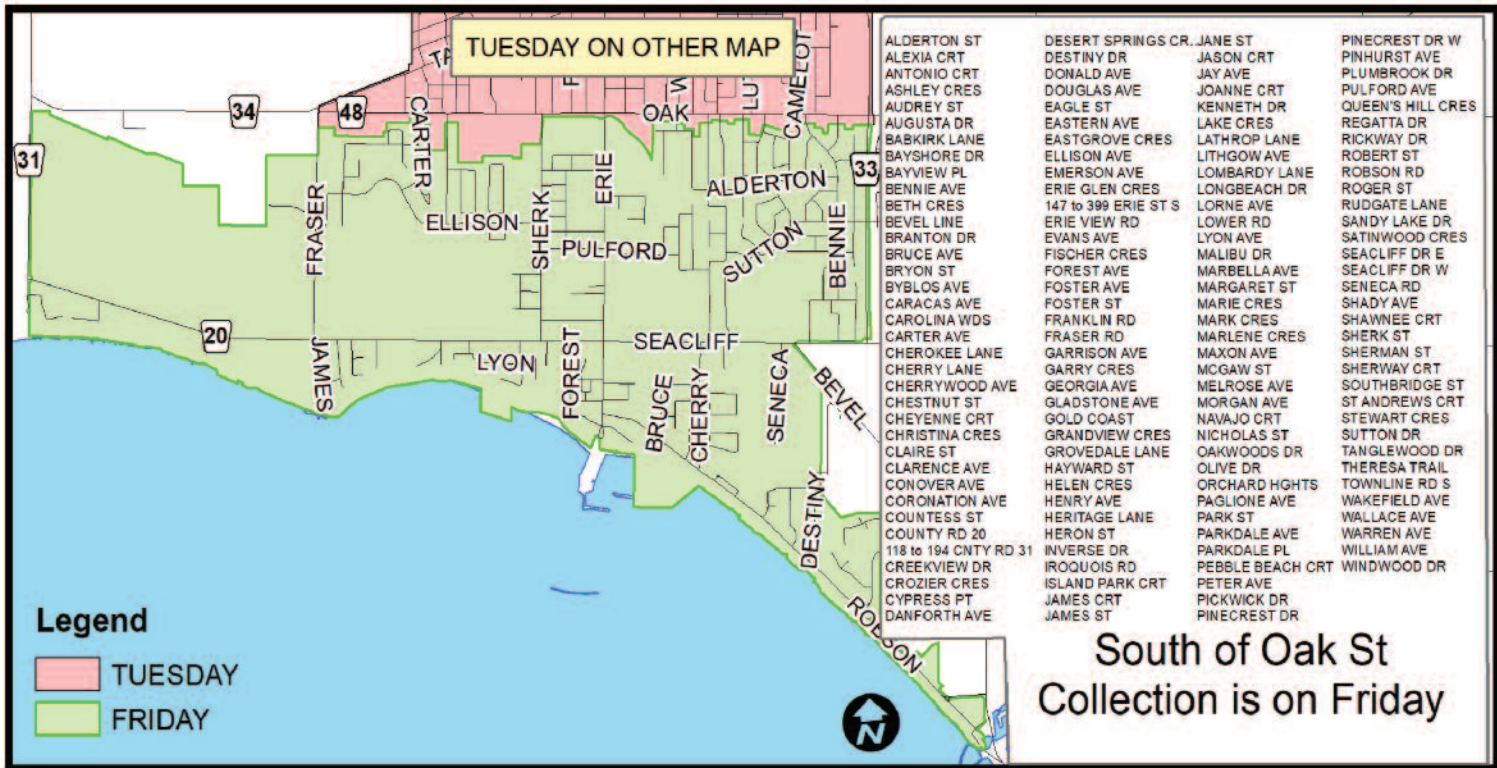 TUESDAY ON OTHER MAP
CAMELOT
34
48
OAK
31
CARTER
33
ERIE
ALDERTON
FRASER
ELLISON
SHERK
PULFORD
SUTTON
BENNIE
20
SEACLIFF
JAMES
LYON
FOREST
BRUCE
CHERRY
SENECA
BEVEL
DESTINY
ROBSON
Legend
TUESDAY
FRIDAY
N
ALDERTON ST
ALEXIA CRT
ANTONIO CRT
ASHLEY CRES
AUDREY ST
AUGUSTA DR
BABKIRK LANE
BAYSHORE DR
BAYVIEW PL
BENNIE AVE
BETH CRES
BEVEL LINE
BRANTON DR
BRUCE AVE
BRYON ST
BYBLOS AVE
CARACAS AVE
CAROLINA WDS
CARTER AVE
CHEROKEE LANE
CHERRY LANE
CHERRYWOOD AVE
CHESTNUT ST
CHEYENNE CRT
CHRISTINA CRES
CLAIRE ST
CLARENCE AVE
CONOVER AVE
CORONATION AVE
COUNTESS ST
COUNTY RD 20
118 to 194 CNTY RD 31
CREEKVIEW DR
CROZIER CRES
CYPRESS PT
DANFORTH AVE
DESERT SPRINGS CR..
DESTINY DR
DONALD AVE
DOUGLAS AVE
EAGLE ST
EASTERN AVE
EASTGROVE CRES
ELLISON AVE
EMERSON AVE
ERIE GLEN CRES
147 to 399 ERIE ST S
ERIE VIEW RD
EVANS AVE
FISCHER CRES
FOREST AVE
FOSTER AVE
FOSTER ST
FRANKLIN RD
FRASER RD
GARRISON AVE
GARRY CRES
GEORGIA AVE
GLADSTONE AVE
GOLD COAST
GRANDVIEW CRES
GROVEDALE LANE
HAYWARD ST
HELEN CRES
HENRY AVE
HERITAGE LANE
HERON ST
INVERSE DR
IROQUOIS RD
ISLAND PARK CRT
JAMES CRT
JAMES ST
JANE ST
JASON CRT
JAY AVE
JOANNE CRT
KENNETH DR
LAKE CRES
LATHROP LANE
LITHGOW AVE
LOMBARDY LANE
LONGBEACH DR
LORNE AVE
LOWER RD
LYON AVE
MALIBU DR
MARBELLA AVE
MARGARET ST
MARIE CRES
MARK CRES
MARLENE CRES
MAXON AVE
MCGAW ST
MELROSE AVE
MORGAN AVE
NAVAJO CRT
NICHOLAS ST
OAKWOODS DR
OLIVE DR
ORCHARD HGHTS
PAGLIONE AVE
PARK ST
PARKDALE AVE
PARKDALE PL
PEBBLE BEACH CRT
PETER AVE
PICKWICK DR
PINECREST DR
PINECREST DR W
PINHURST AVE
PLUMBROOK DR
PULFORD AVE
QUEEN'S HILL CRES
REGATTA DR
RICKWAY DR
ROBERT ST
ROBSON RD
ROGER ST
RUDGATE LANE
SANDY LAKE DR
SATINWOOD CRES
SEACLIFF DR E
SEACLIFF DR W
SENECA RD
SHADY AVE
SHAWNEE CRT
SHERK ST
SHERMAN ST
SHERWAY CRT
SOUTHBRIDGE ST
ST ANDREWS CRT
STEWART CRES
SUTTON DR
TANGLEWOOD DR
THERESA TRAIL
TOWNLINE RD S
WAKEFIELD AVE
WALLACE AVE
WARREN AVE
WILLIAM AVE
WINDWOOD DR
South of Oak St
Collection is on Friday